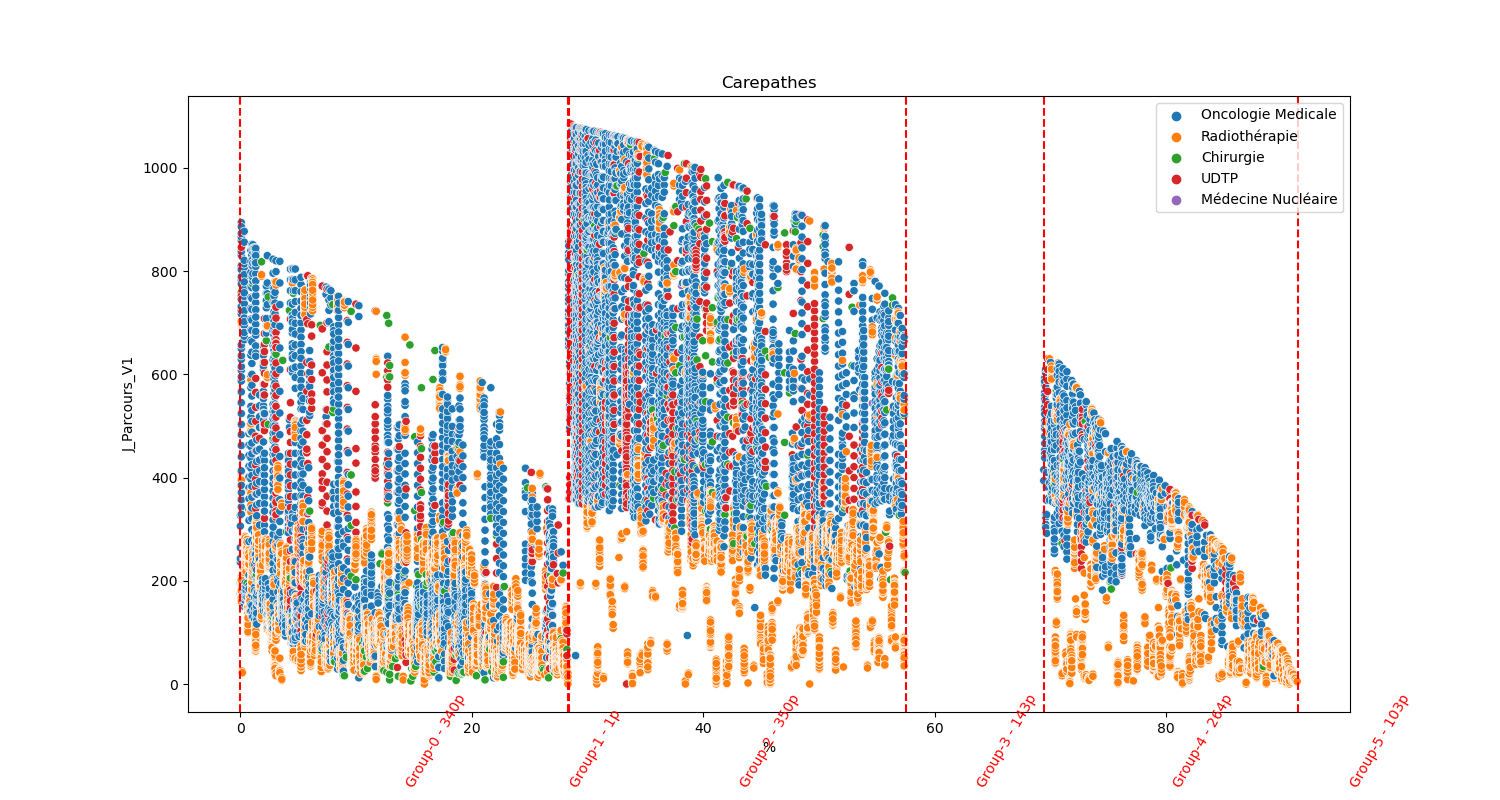 Carepathes
Oncologie Medicale
Radiothérapie
Chirurgie
UDTP
Médecine Nucléaire
J_Parcours_V1
1000
800
600
400
200
0
0
20
40
60
80
%
Group-0 - 340p
Group-1 - 1p
Group-2 - 350p
Group-3 - 143p
Group-4 - 264p
Group-5 - 103p